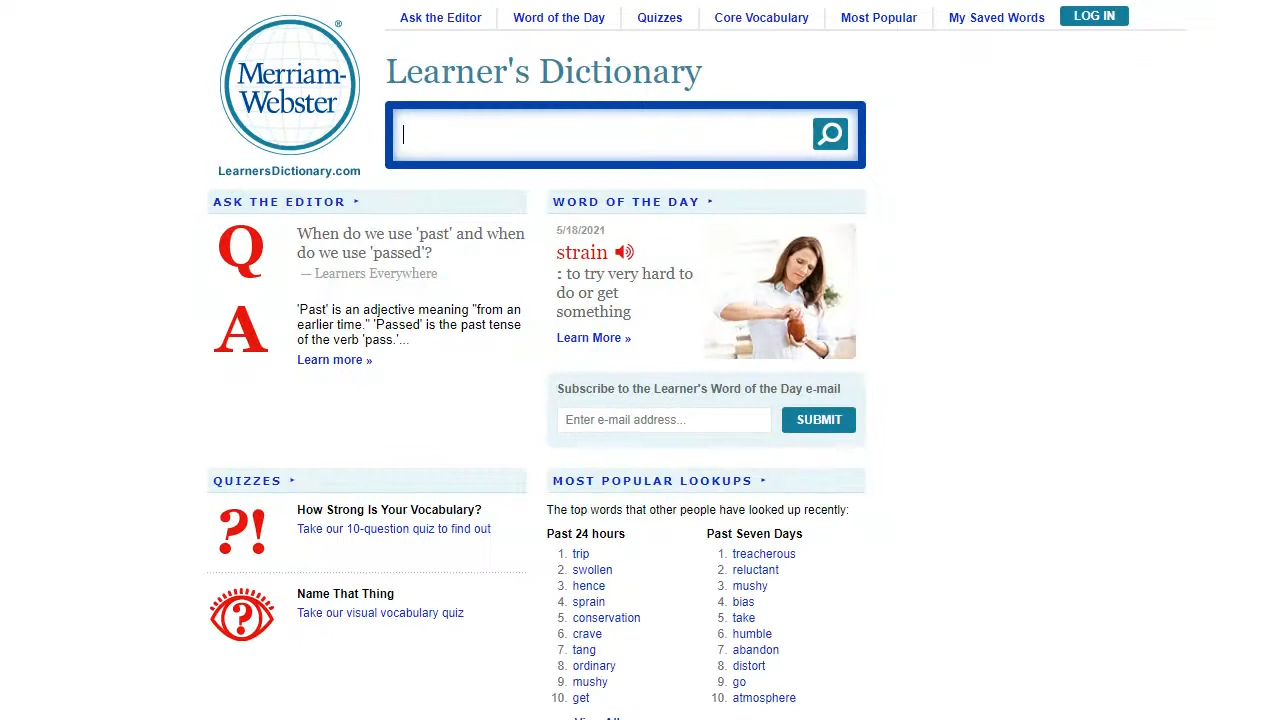 Ask the Editor
Word of the Day
Quizzes
Core Vocabulary
Most Popular
My Saved Words
LOG IN
®
Merriam-
Webster
LearnersDictionary.com
Learner's Dictionary
ASK THE EDITOR
Q
When do we use 'past' and when
do we use 'passed'?
— Learners Everywhere
A
'Past' is an adjective meaning "from an
earlier time." 'Passed' is the past tense
of the verb 'pass.'...
Learn more »
WORD OF THE DAY
5/18/2021
strain
: to try very hard to
do or get
something
Learn More »
Subscribe to the Learner's Word of the Day e-mail
Enter e-mail address...
SUBMIT
QUIZZES
?!
How Strong Is Your Vocabulary?
Take our 10-question quiz to find out
?
Name That Thing
Take our visual vocabulary quiz
MOST POPULAR LOOKUPS
The top words that other people have looked up recently:
Past 24 hours
1. trip
2. swollen
3. hence
4. sprain
5. conservation
6. crave
7. tang
8. ordinary
9. mushy
10. get
Past Seven Days
1. treacherous
2. reluctant
3. mushy
4. bias
5. take
6. humble
7. abandon
8. distort
9. go
10. atmosphere